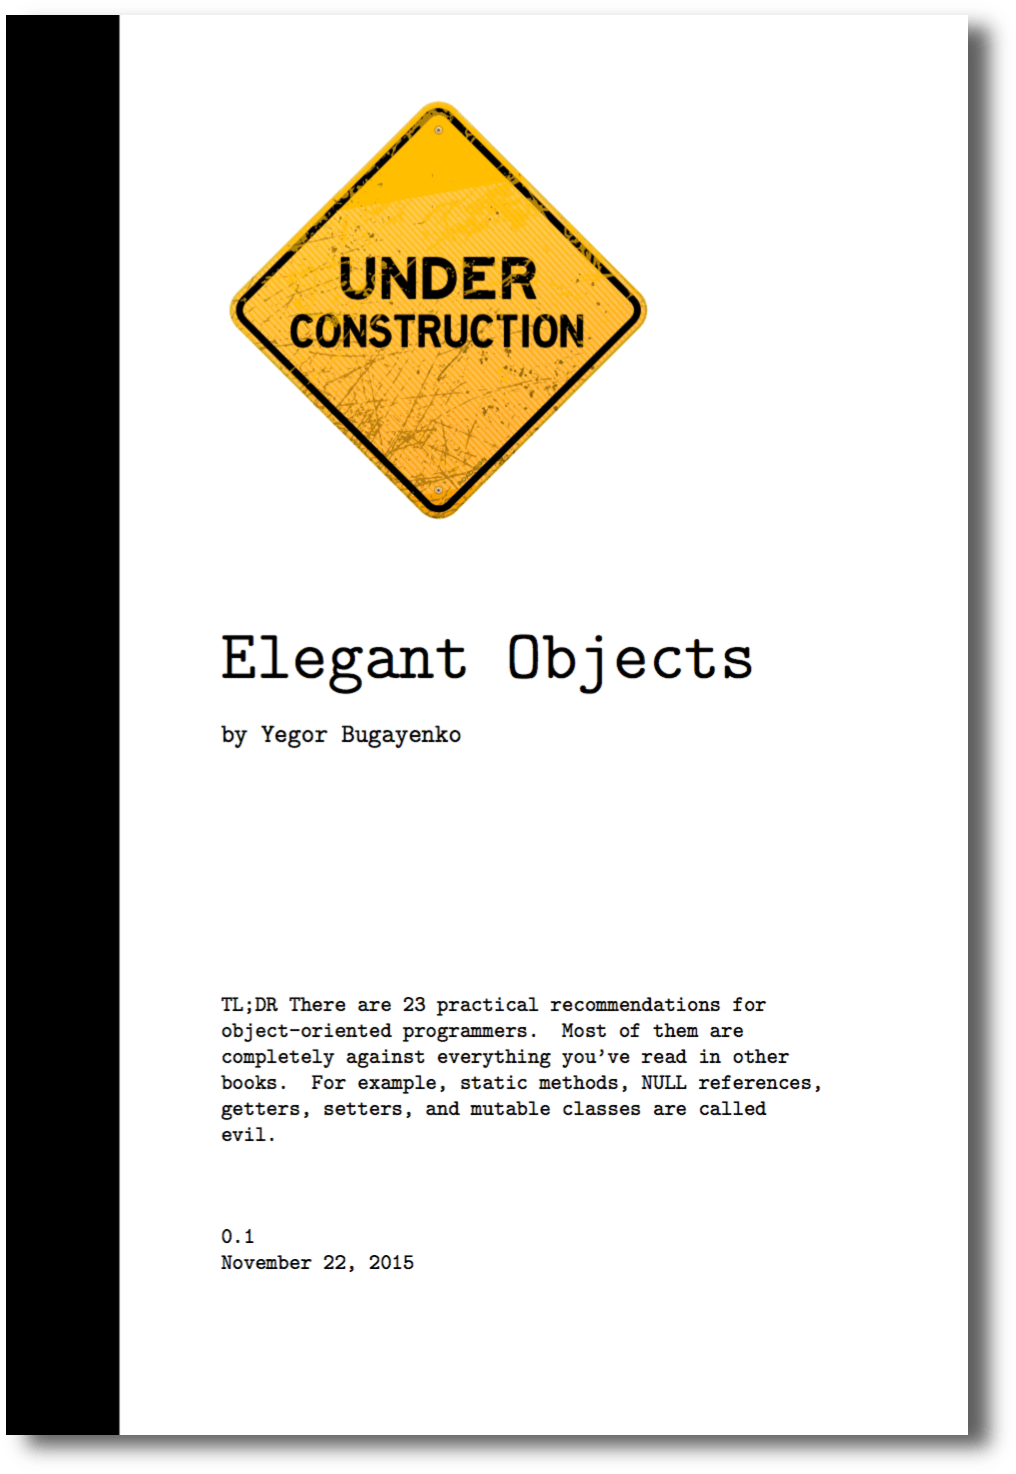 UNDER
CONSTRUCTION
Elegant Objects
by Yegor Bugayenko
TL;DR There are 23 practical recommendations for
object-oriented programmers. Most of them are
completely against everything you've read in other
books. For example, static methods, NULL references,
getters, setters, and mutable classes are called
evil.
0.1
November 22, 2015